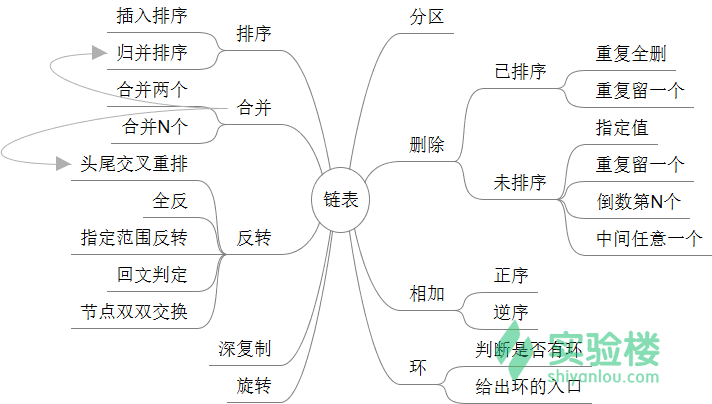 链表
排序
插入排序
归并排序
合并
合并两个
合并N个
反转
头尾交叉重排
全反
指定范围反转
回文判定
节点双双交换
深复制
旋转
分区
删除
已排序
重复全删
重复留一个
未排序
指定值
重复留一个
倒数第N个
中间任意一个
相加
正序
逆序
环
判断是否有环
给出环的入口
实验楼
shiyanlou.com